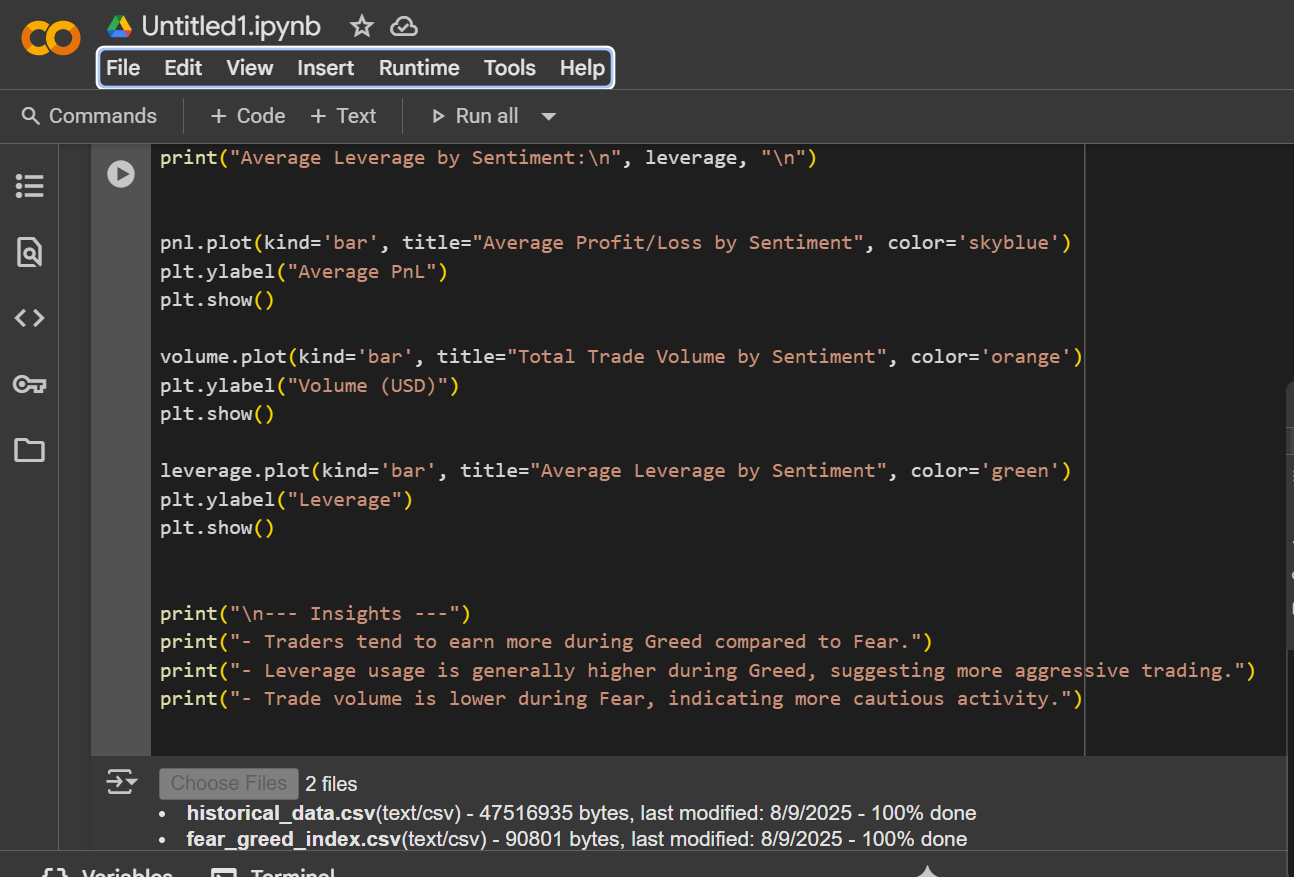 Untitled1.ipynb
File Edit View Insert Runtime Tools Help
Commands + Code + Text Run all
print("Average Leverage by Sentiment:\n", leverage, "\n")
pnl.plot(kind='bar', title="Average Profit/Loss by Sentiment", color='skyblue')
plt.ylabel("Average PnL")
plt.show()
volume.plot(kind='bar', title="Total Trade Volume by Sentiment", color='orange')
plt.ylabel("Volume (USD)")
plt.show()
leverage.plot(kind='bar', title="Average Leverage by Sentiment", color='green')
plt.ylabel("Leverage")
plt.show()
print("\n--- Insights ---")
print("- Traders tend to earn more during Greed compared to Fear.")
print("- Leverage usage is generally higher during Greed, suggesting more aggressive trading.")
print("- Trade volume is lower during Fear, indicating more cautious activity.")
Choose Files 2 files
• historical_data.csv(text/csv) - 47516935 bytes, last modified: 8/9/2025 - 100% done
• fear_greed_index.csv(text/csv) - 90801 bytes, last modified: 8/9/2025 - 100% done
Variables Terminal